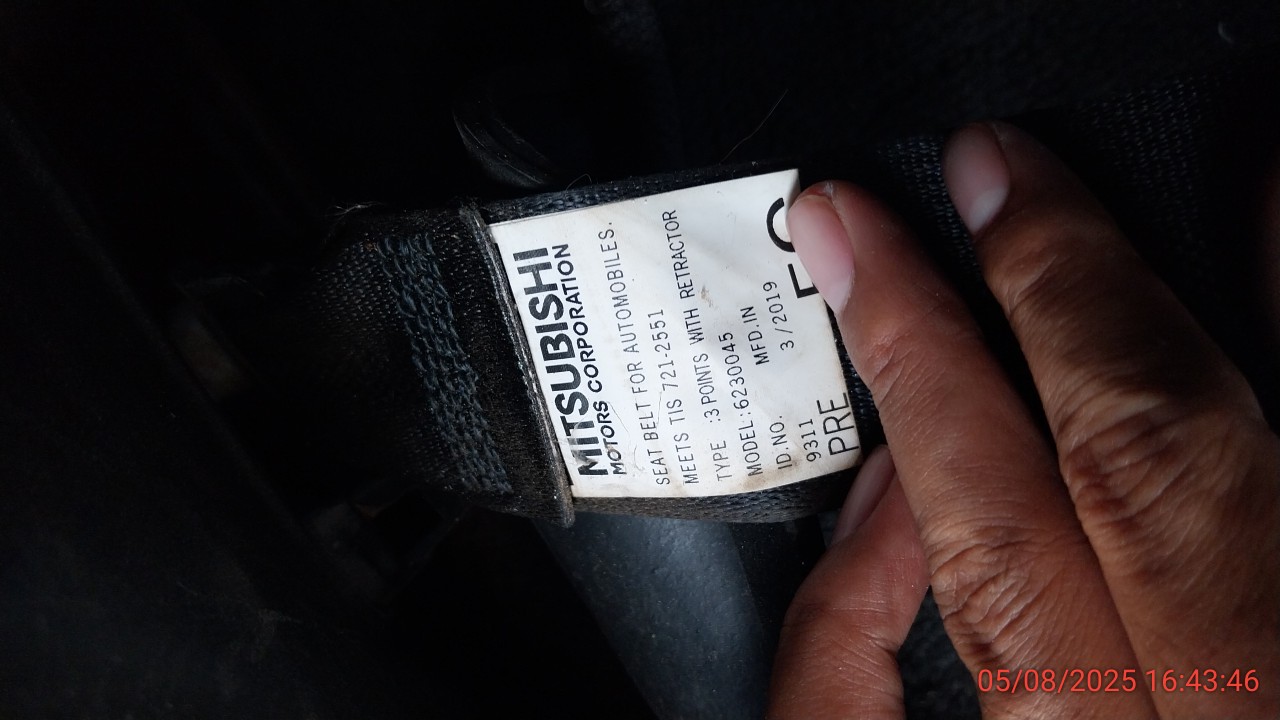 MITSUBISHI
MOTORS CORPORATION
SEAT BELT FOR AUTOMOBILES.
MEETS TIS 721-2551
TYPE :3 POINTS WITH RETRACTOR
MODEL:6230045
ID.NO. MFD.IN
9311 3/2019
PRE
05/08/2025 16:43:46